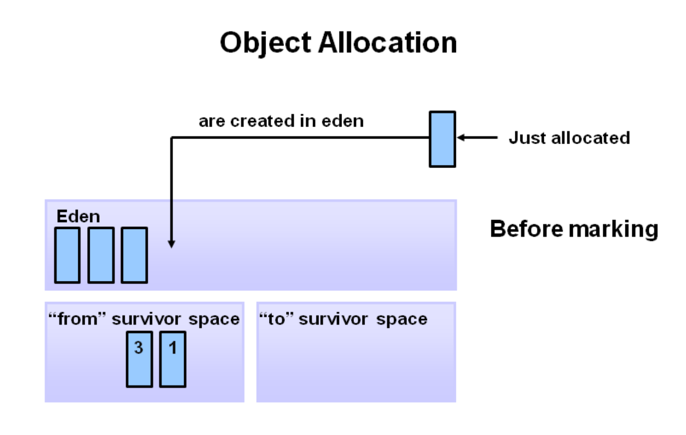 Object Allocation
are created in eden
Just allocated
Eden
Before marking
“from” survivor space
“to” survivor space
3 1